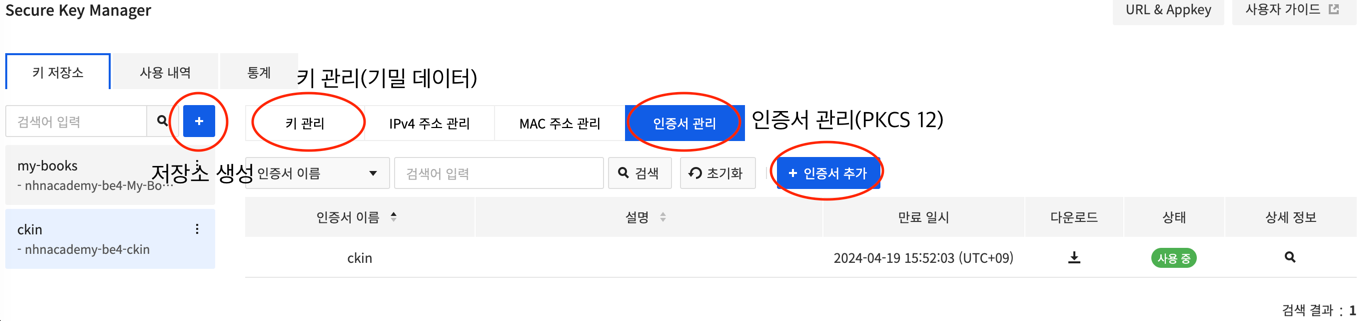 Secure Key Manager
URL & Appkey
사용자 가이드
키 저장소
사용 내역
통계
키 관리(기밀 데이터)
검색어 입력
+
키 관리
IPv4 주소 관리
MAC 주소 관리
인증서 관리
인증서 관리(PKCS 12)
my-books
- nhnacademy-be4-My-Bo…
저장소 생성
인증서 이름
검색어 입력
검색
초기화
+ 인증서 추가
ckin
- nhnacademy-be4-ckin
인증서 이름
설명
만료 일시
다운로드
상태
상세 정보
ckin
2024-04-19 15:52:03 (UTC+09)
사용 중
검색 결과 : 1